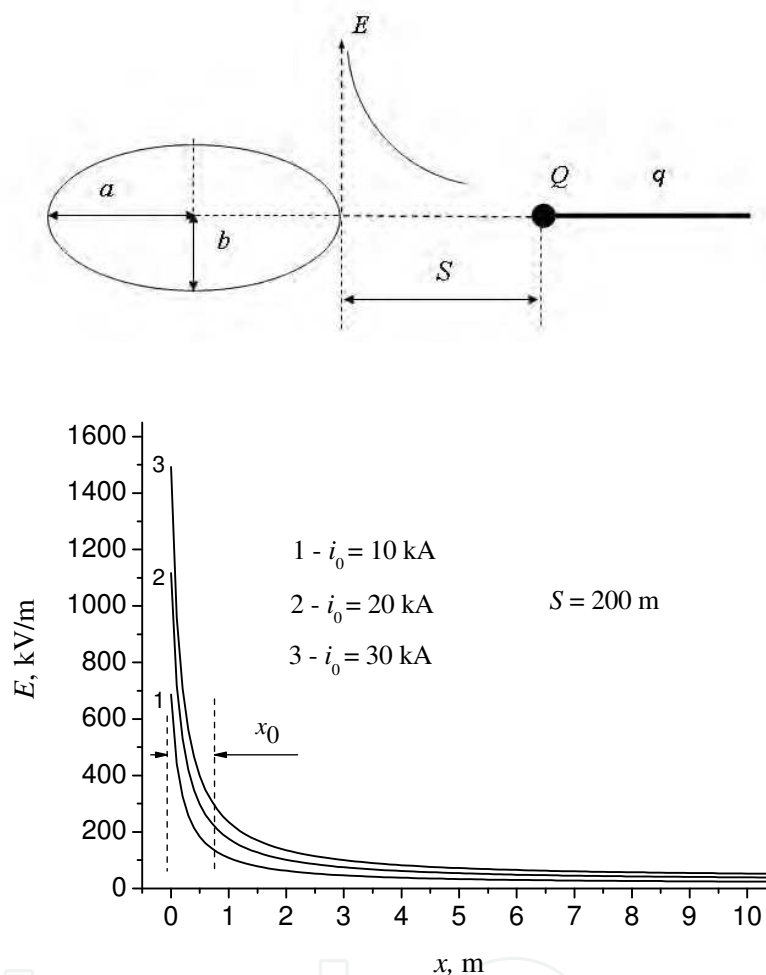 E
a
b
Q
q
S
1600
1400
1200
1000
800
600
400
200
0
E, kV/m
3
2
1
1 - i₀ = 10 kA
2 - i₀ = 20 kA
3 - i₀ = 30 kA
S = 200 m
x₀
0 1 2 3 4 5 6 7 8 9 10
x, m